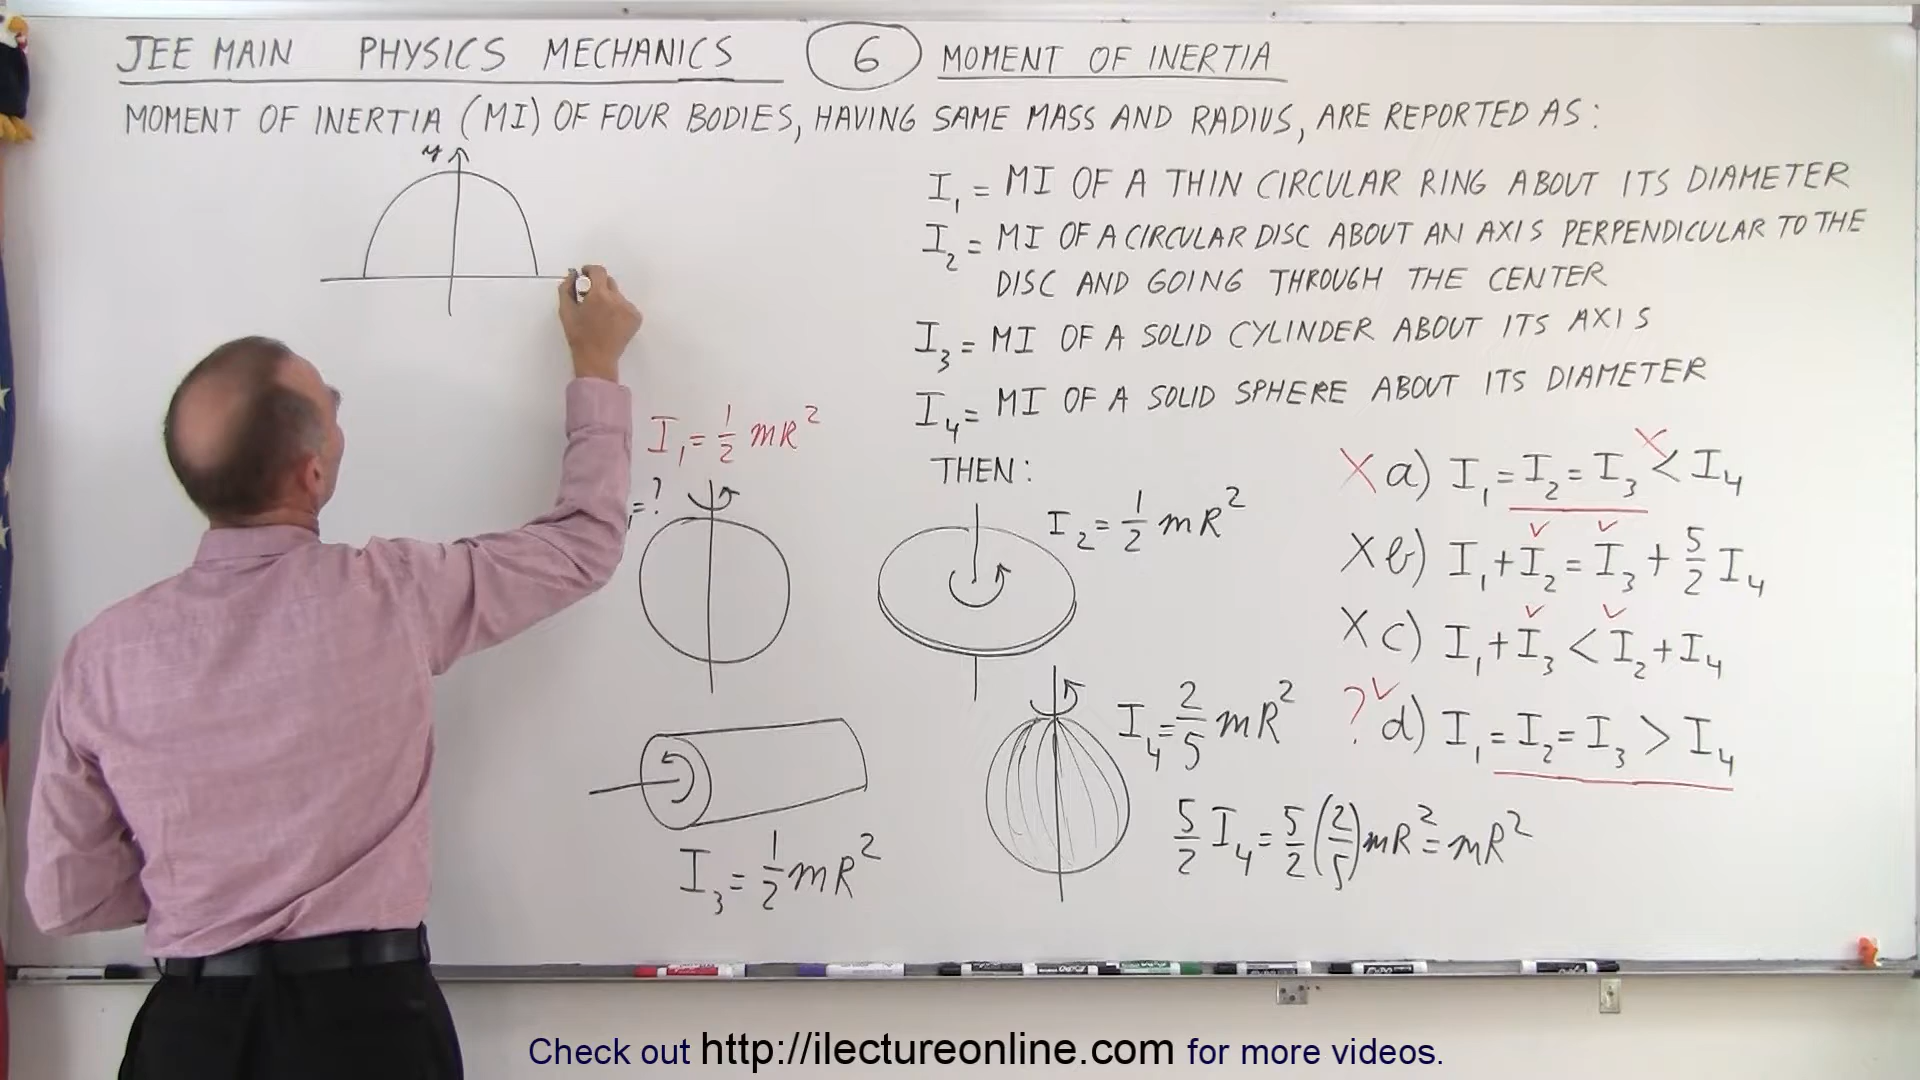 JEE MAIN PHYSICS MECHANICS 6 MOMENT OF INERTIA
MOMENT OF INERTIA (MI) OF FOUR BODIES, HAVING SAME MASS AND RADIUS, ARE REPORTED AS:
y
I₁ = MI OF A THIN CIRCULAR RING ABOUT ITS DIAMETER
I₂ = MI OF A CIRCULAR DISC ABOUT AN AXIS PERPENDICULAR TO THE
DISC AND GOING THROUGH THE CENTER
I₃ = MI OF A SOLID CYLINDER ABOUT ITS AXIS
I₄ = MI OF A SOLID SPHERE ABOUT ITS DIAMETER
THEN:
I₁ = 1/2 mR²
= ?
I₂ = 1/2 mR²
I₃ = 1/2 mR²
I₄ = 2/5 mR²
5/2 I₄ = 5/2 (2/5) mR² = mR²
X a) I₁ = I₂ = I₃ < I₄ X
X b) I₁ + I₂ = I₃ + 5/2 I₄
X c) I₁ + I₃ < I₂ + I₄
? ✓ d) I₁ = I₂ = I₃ > I₄
EXPO
Check out http://ilectureonline.com for more videos.